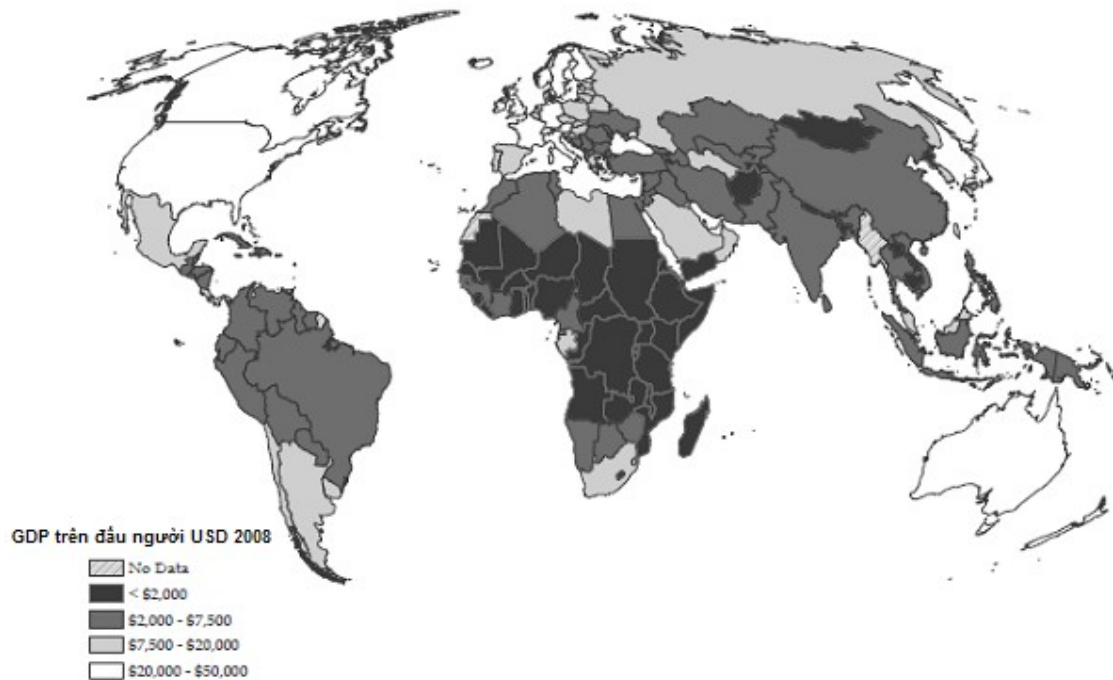 GDP trên đầu người USD 2008
No Data
< $2,000
$2,000 - $7,500
$7,500 - $20,000
$20,000 - $50,000